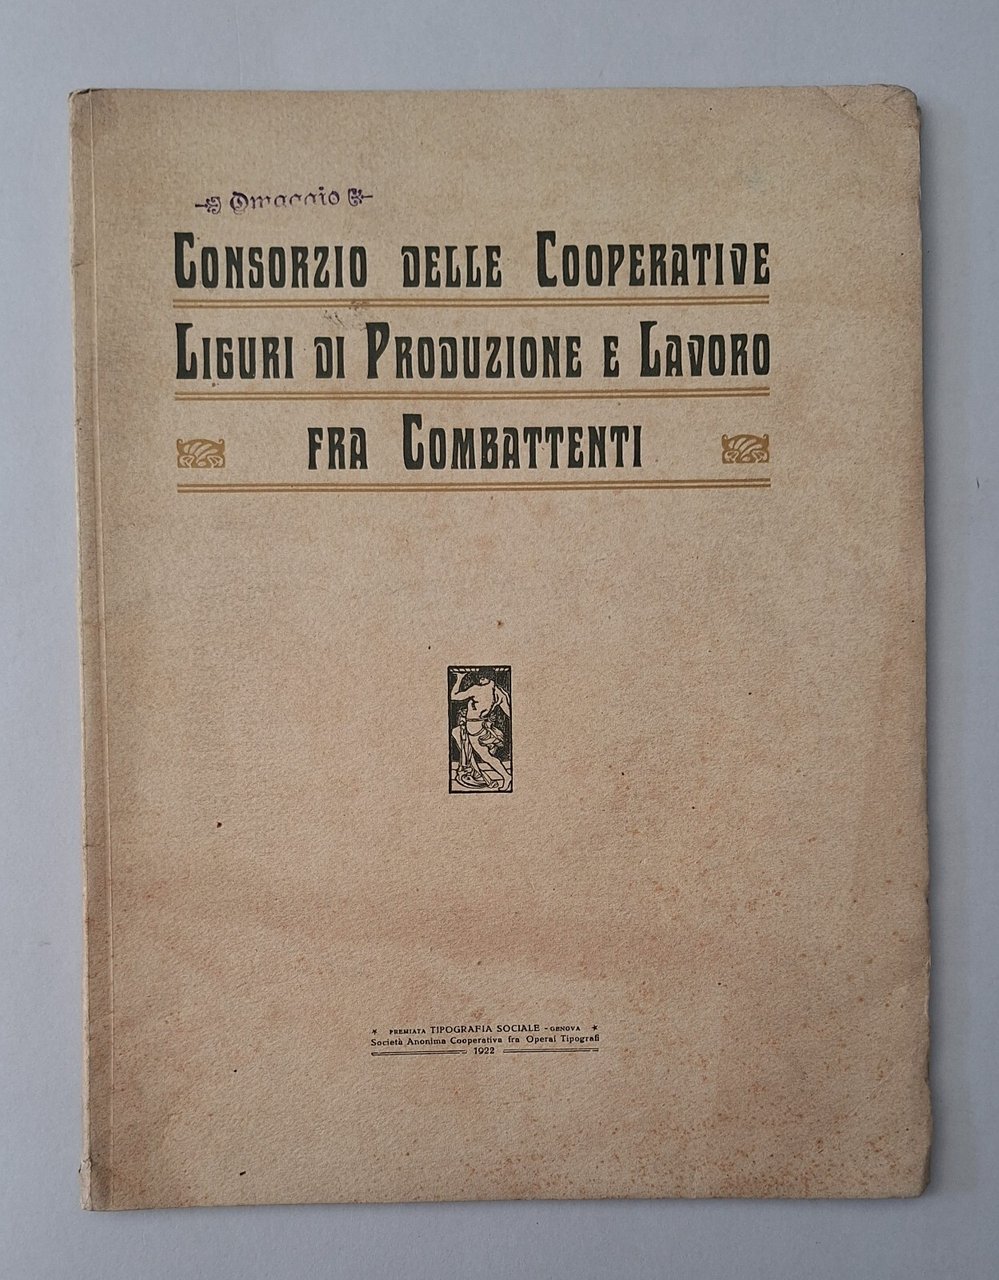 Omaggio
CONSORZIO DELLE COOPERATIVE
LIGURI DI PRODUZIONE E LAVORO
FRA COMBATTENTI
PREMIATA TIPOGRAFIA SOCIALE - GENOVA
Società Anonima Cooperativa fra Operai Tipografi
1922